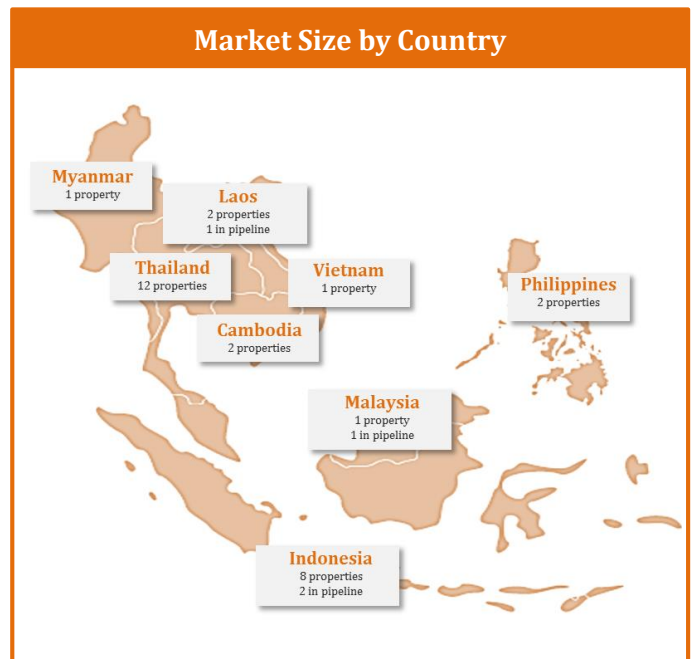 Market Size by Country
Myanmar
1 property
Laos
2 properties
1 in pipeline
Thailand
12 properties
Vietnam
1 property
Philippines
2 properties
Cambodia
2 properties
Malaysia
1 property
1 in pipeline
Indonesia
8 properties
2 in pipeline